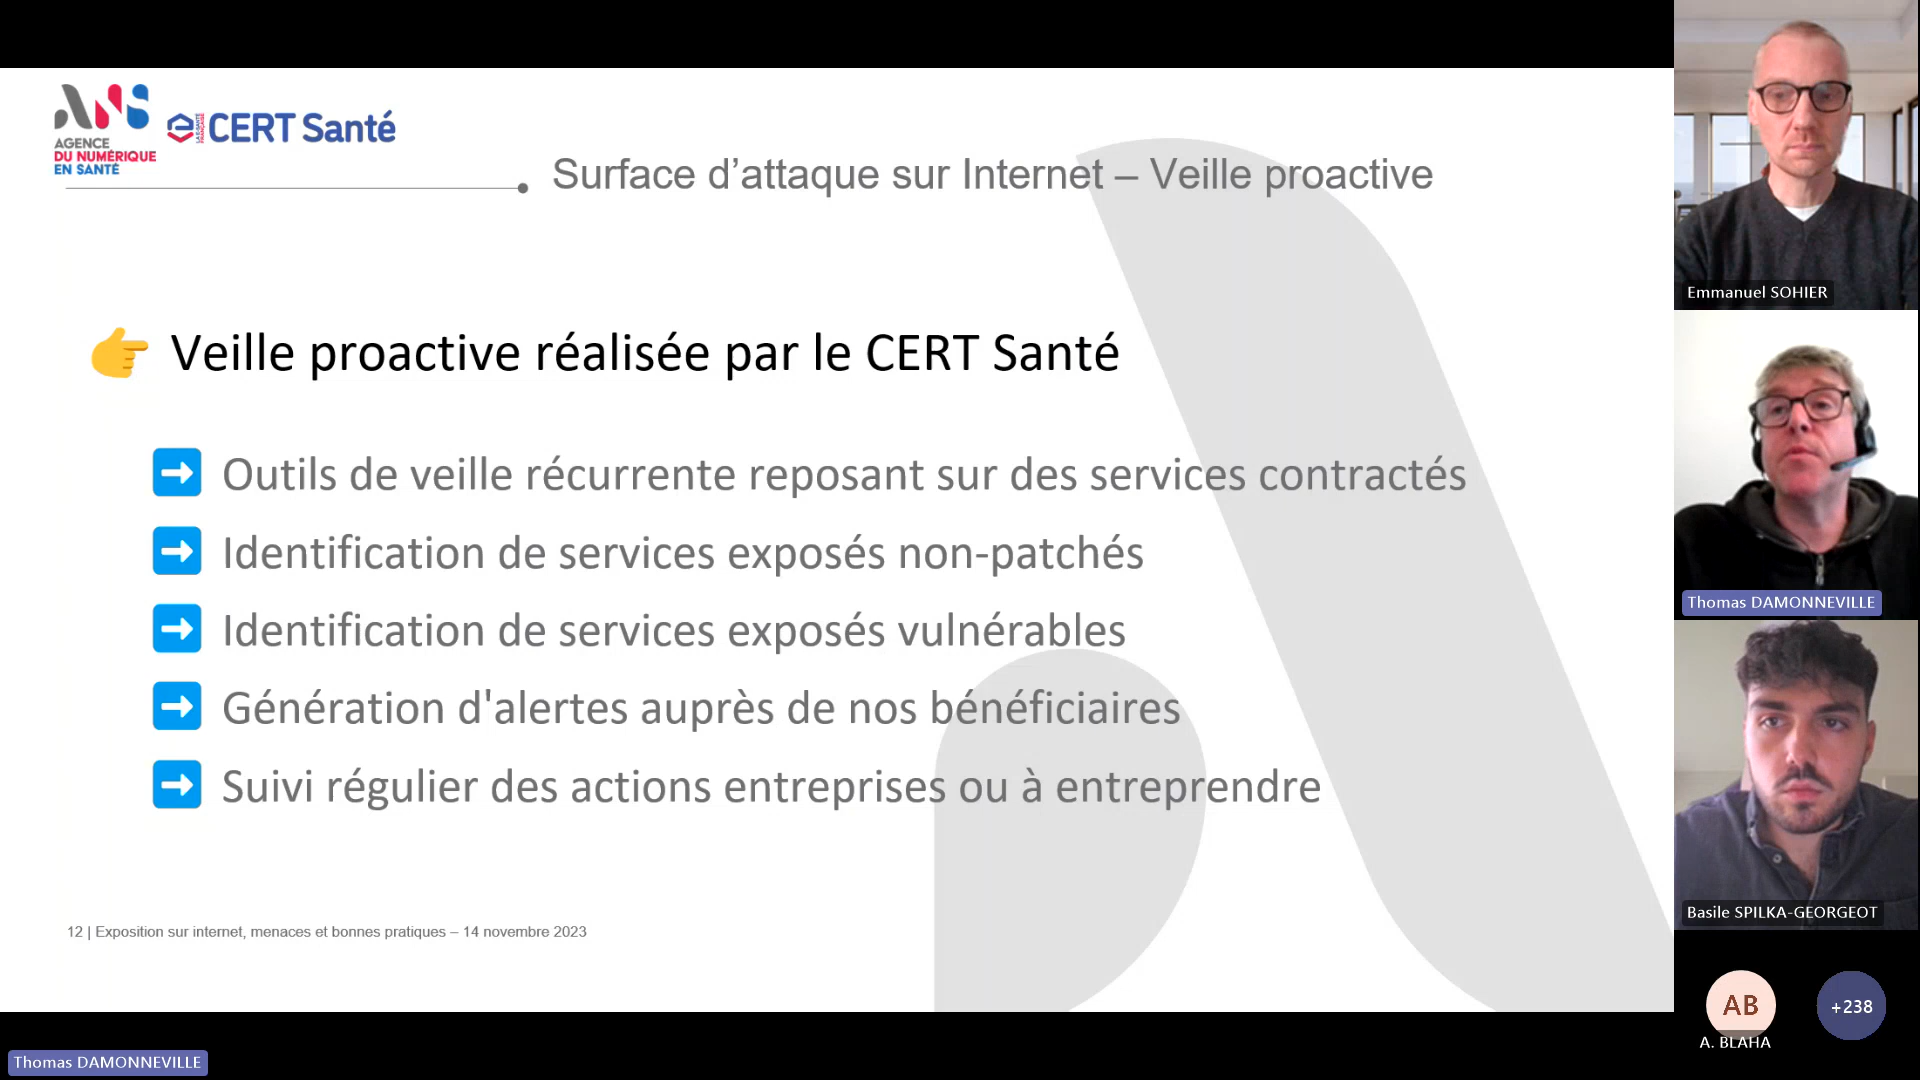 AGENCE
DU NUMÉRIQUE
EN SANTÉ
CERT Santé
Surface d’attaque sur Internet – Veille proactive
Veille proactive réalisée par le CERT Santé
Outils de veille récurrente reposant sur des services contractés
Identification de services exposés non-patchés
Identification de services exposés vulnérables
Génération d'alertes auprès de nos bénéficiaires
Suivi régulier des actions entreprises ou à entreprendre
12 | Exposition sur internet, menaces et bonnes pratiques – 14 novembre 2023
Thomas DAMONNEVILLE
Emmanuel SOHIER
Thomas DAMONNEVILLE
Basile SPILKA-GEORGEOT
AB
+238
A. BLAHA